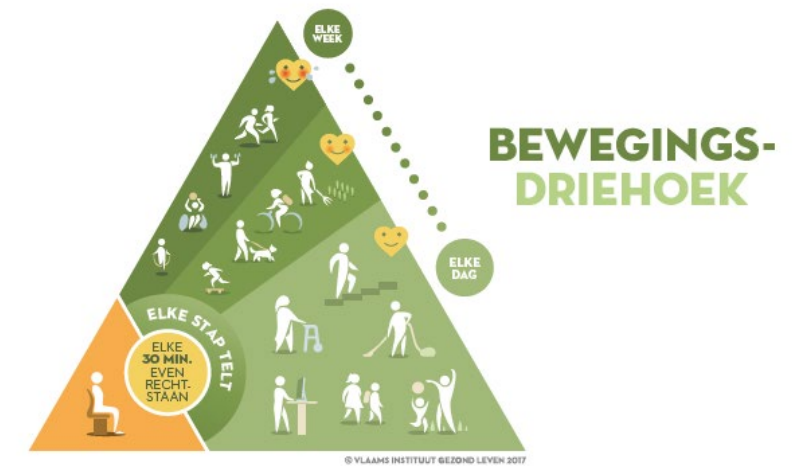 ELKE
WEEK
BEWEGINGS-
DRIEHOEK
ELKE
DAG
ELKE STAP TELT
ELKE
30 MIN.
EVEN
RECHT-
STAAN
© VLAAMS INSTITUUT GEZOND LEVEN 2017